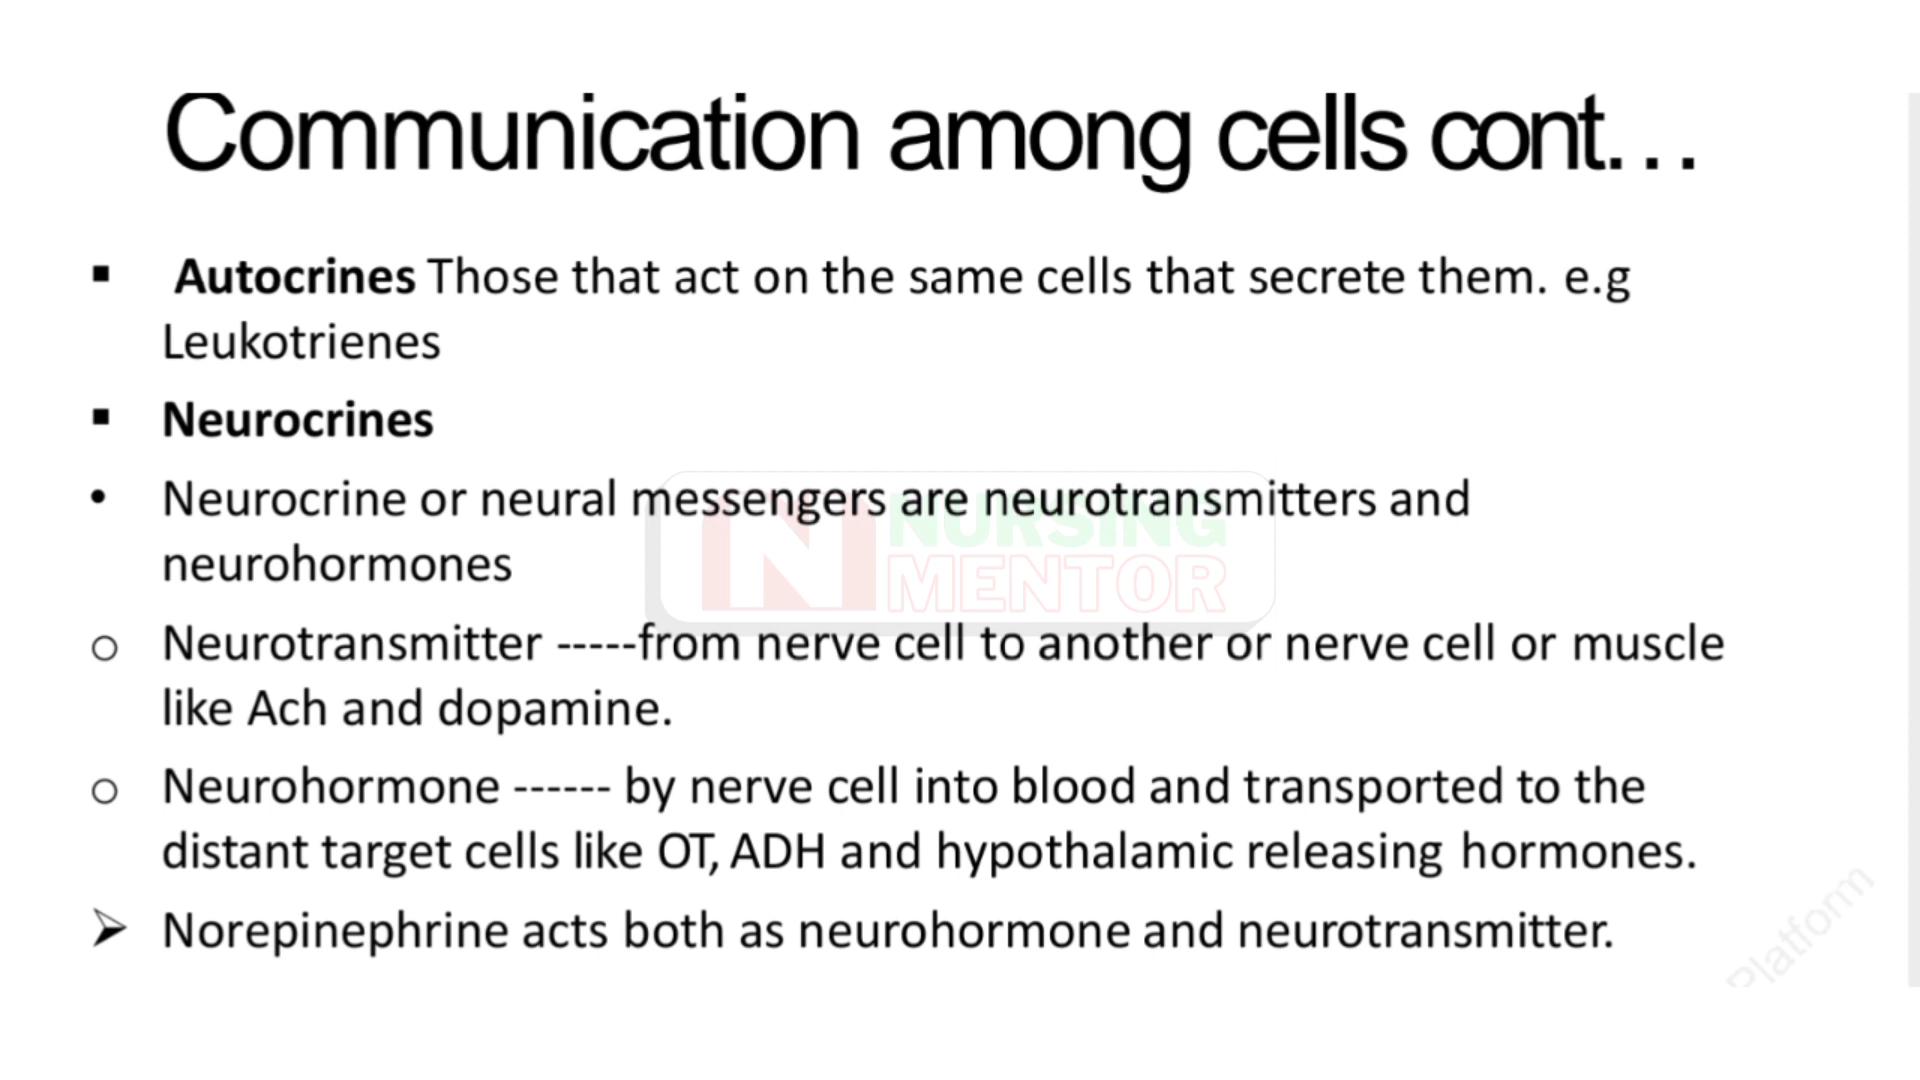 Communication among cells cont…
▪ Autocrines Those that act on the same cells that secrete them. e.g
Leukotrienes
▪ Neurocrines
• Neurocrine or neural messengers are neurotransmitters and
neurohormones
NURSING
MENTOR
o Neurotransmitter -----from nerve cell to another or nerve cell or muscle
like Ach and dopamine.
o Neurohormone ------ by nerve cell into blood and transported to the
distant target cells like OT, ADH and hypothalamic releasing hormones.
➢ Norepinephrine acts both as neurohormone and neurotransmitter.
Platform